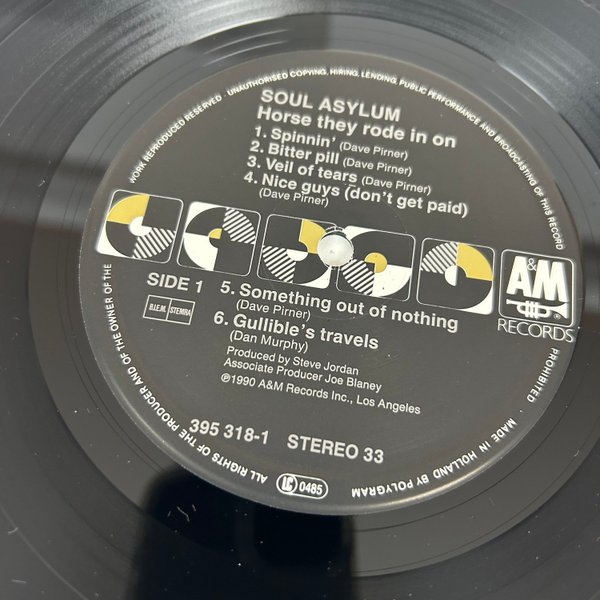 WORK REPRODUCED RESERVED - UNAUTHORISED COPYING, HIRING, LENDING, PUBLIC PERFORMANCE AND BROADCASTING OF THIS RECORD
SOUL ASYLUM
Horse they rode in on
1. Spinnin' (Dave Pirner)
2. Bitter pill (Dave Pirner)
3. Veil of tears (Dave Pirner)
4. Nice guys (don't get paid)
(Dave Pirner)
A&M
RECORDS
SIDE 1
B.I.E.M. STEMRA
5. Something out of nothing
(Dave Pirner)
6. Gullible's travels
(Dan Murphy)
Produced by Steve Jordan
Associate Producer Joe Blaney
℗1990 A&M Records Inc., Los Angeles
395 318-1 STEREO 33
PROHIBITED - MADE IN HOLLAND BY POLYGRAM
LC 0485
ALL RIGHTS OF THE PRODUCER AND OF THE OWNER OF THE